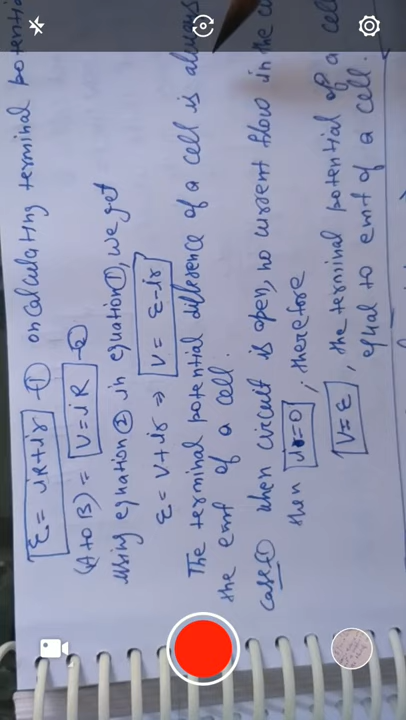 ε = iR + ir —① on calculating terminal potential
(A to B) = V = iR —②
using equation ② in equation ①, we get
ε = V + ir ⇒ V = ε - ir
The terminal potential difference of a cell is always
the emf of a cell.
Case ① when circuit is open, no current flow in the
then ir=0, therefore
V = ε, the terminal potential of a cell
equal to emf of a cell.